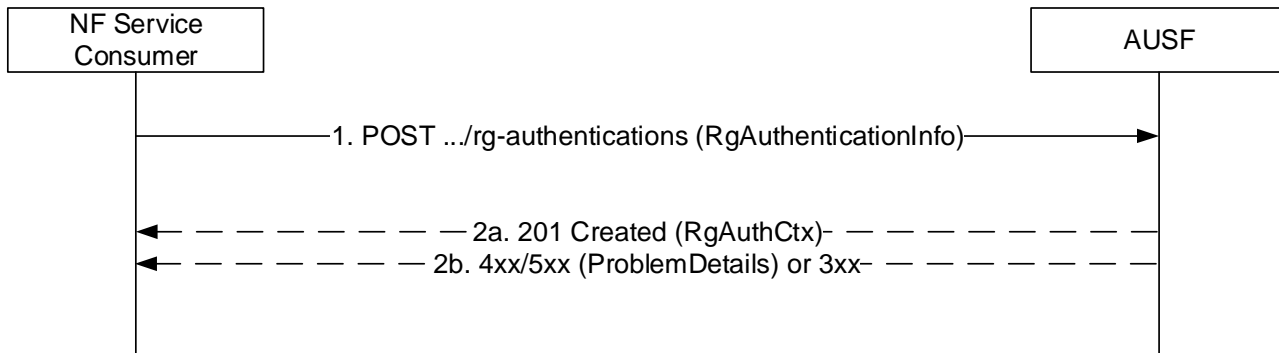 NF Service
Consumer
AUSF
1. POST .../rg-authentications (RgAuthenticationInfo)
2a. 201 Created (RgAuthCtx)
2b. 4xx/5xx (ProblemDetails) or 3xx